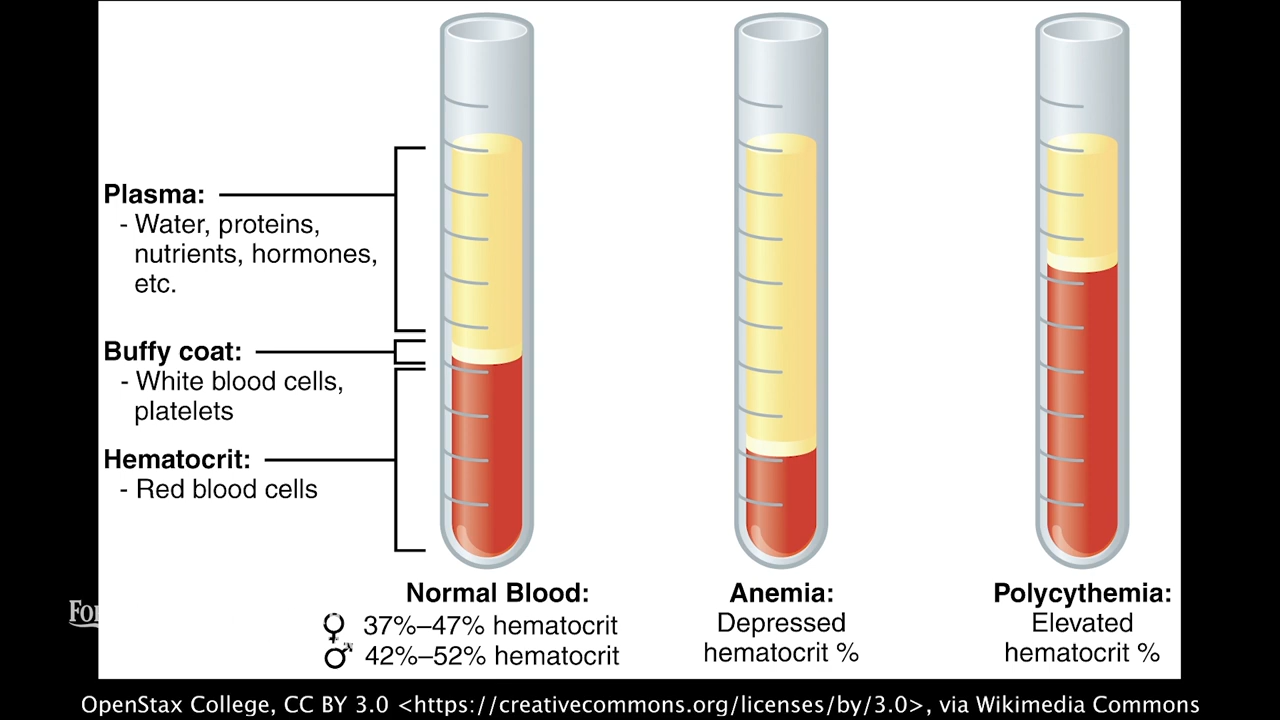 Plasma:
- Water, proteins,
nutrients, hormones,
etc.
Buffy coat:
- White blood cells,
platelets
Hematocrit:
- Red blood cells
Normal Blood:
♀ 37%–47% hematocrit
♂ 42%–52% hematocrit
Anemia:
Depressed
hematocrit %
Polycythemia:
Elevated
hematocrit %
OpenStax College, CC BY 3.0 <https://creativecommons.org/licenses/by/3.0>, via Wikimedia Commons